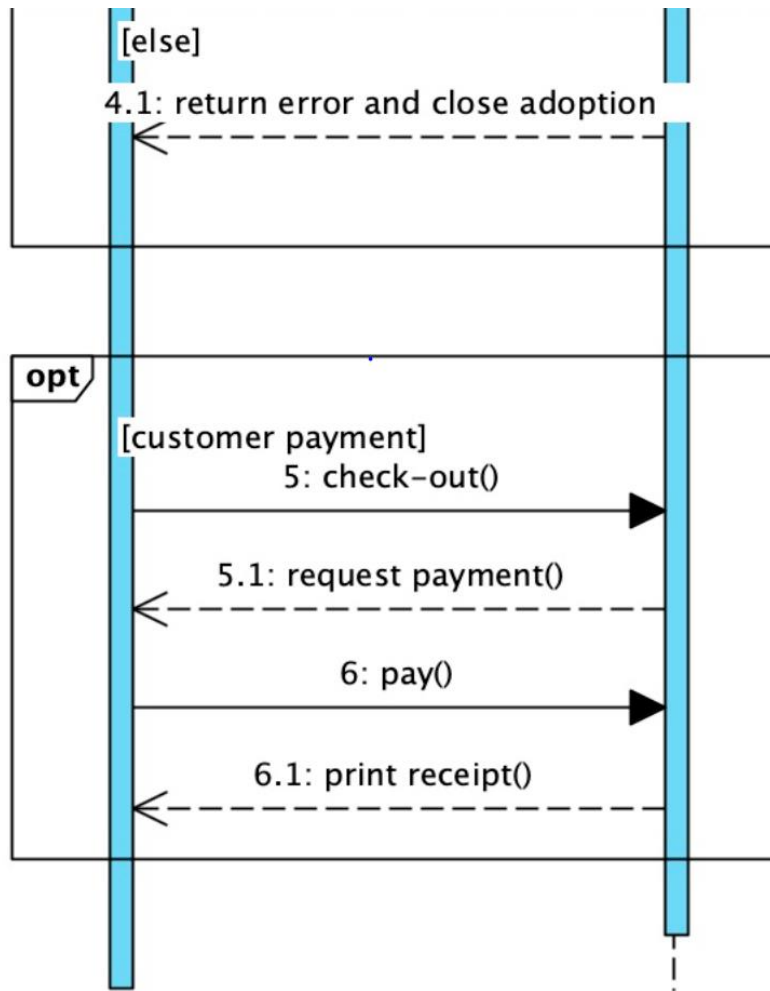 [else]
4.1: return error and close adoption
opt
[customer payment]
5: check-out()
5.1: request payment()
6: pay()
6.1: print receipt()